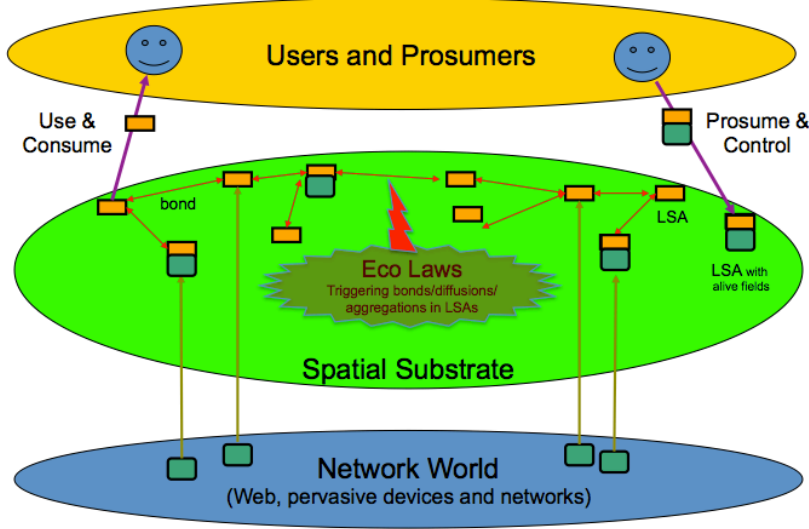 Users and Prosumers
Use &
Consume
Prosume &
Control
bond
LSA
LSA with
alive fields
Eco Laws
Triggering bonds/diffusions/
aggregations in LSAs
Spatial Substrate
Network World
(Web, pervasive devices and networks)